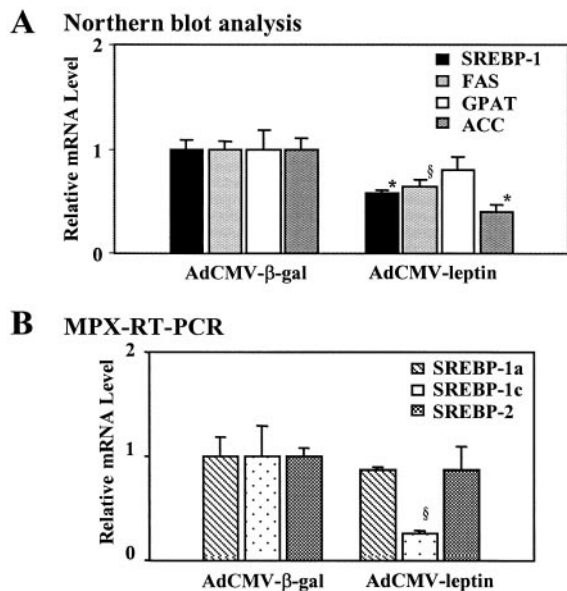 A Northern blot analysis
2
SREBP-1
FAS
GPAT
ACC
Relative mRNA Level
1
* § *
0
AdCMV-β-gal AdCMV-leptin
B MPX-RT-PCR
2
SREBP-1a
SREBP-1c
SREBP-2
Relative mRNA Level
1
§
0
AdCMV-β-gal AdCMV-leptin